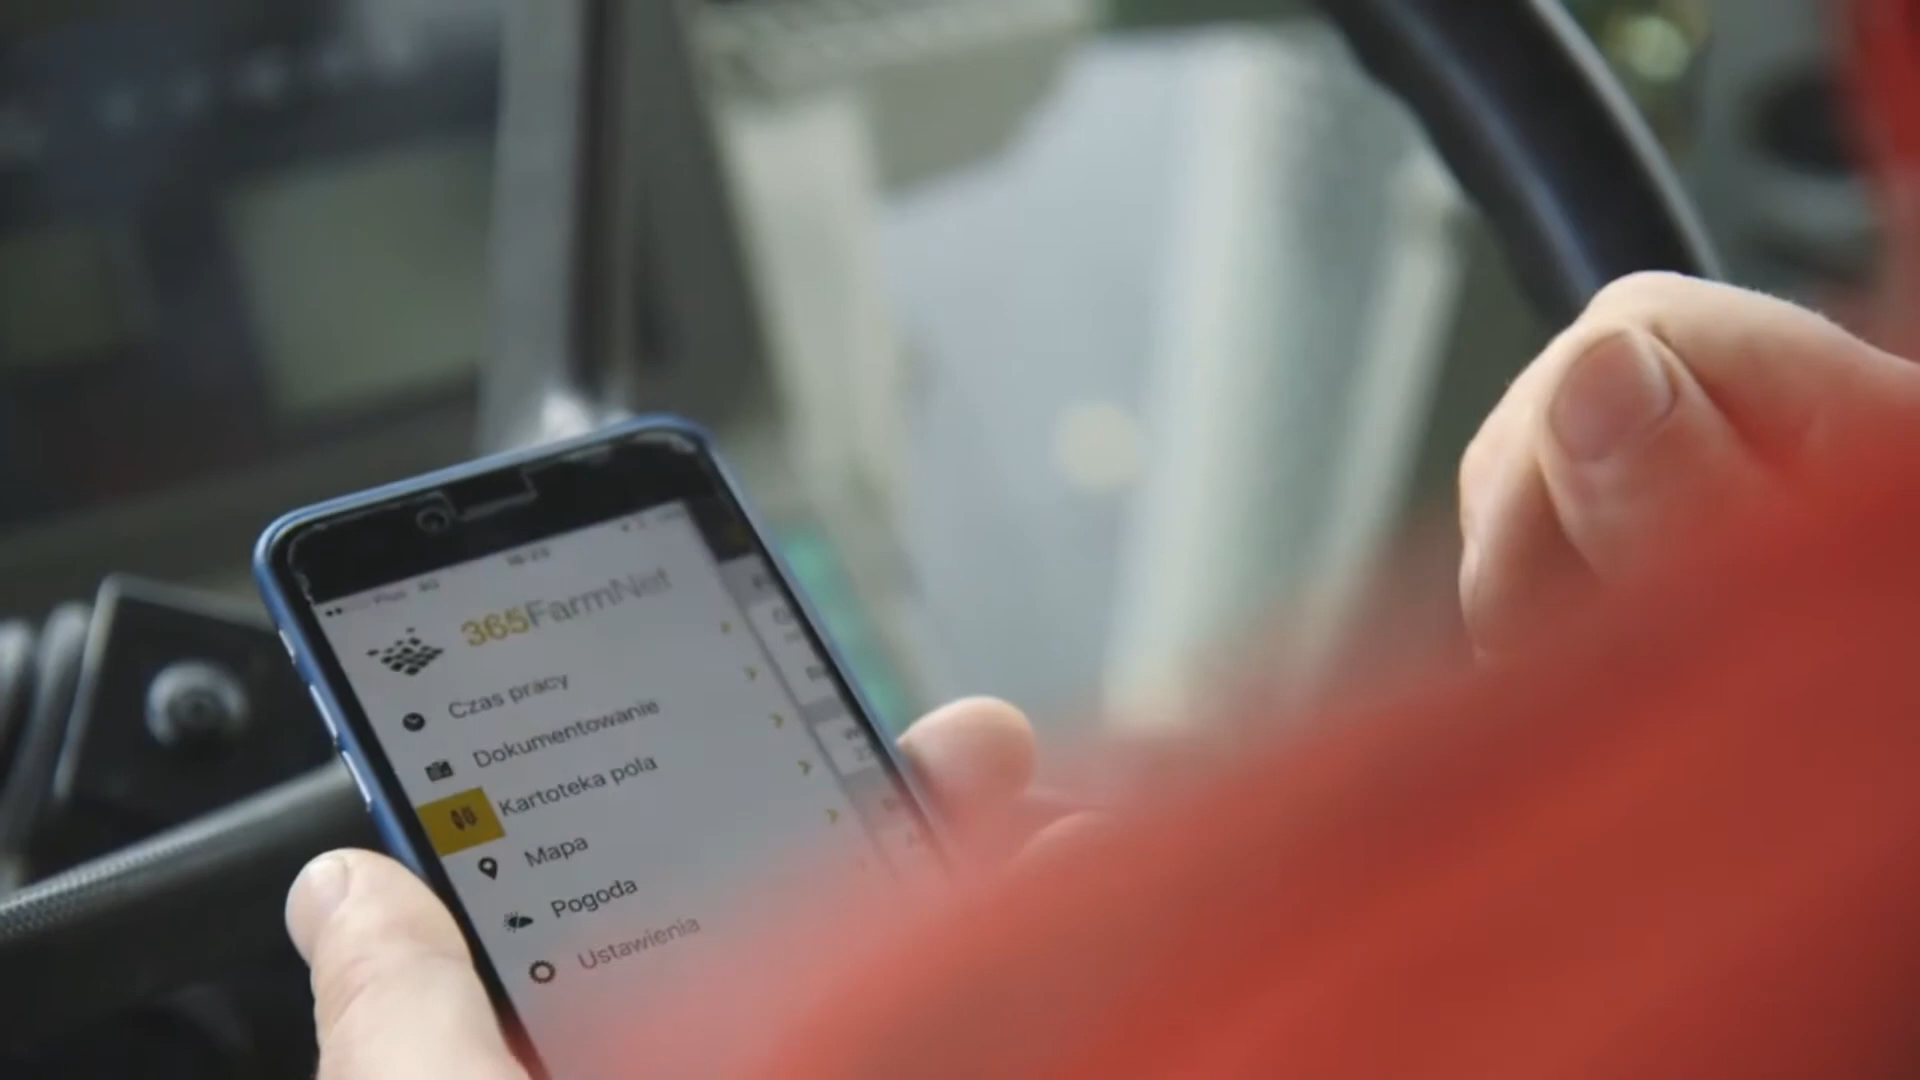 365FarmNet
Czas pracy
Dokumentowanie
Kartoteka pola
Mapa
Pogoda
Ustawienia